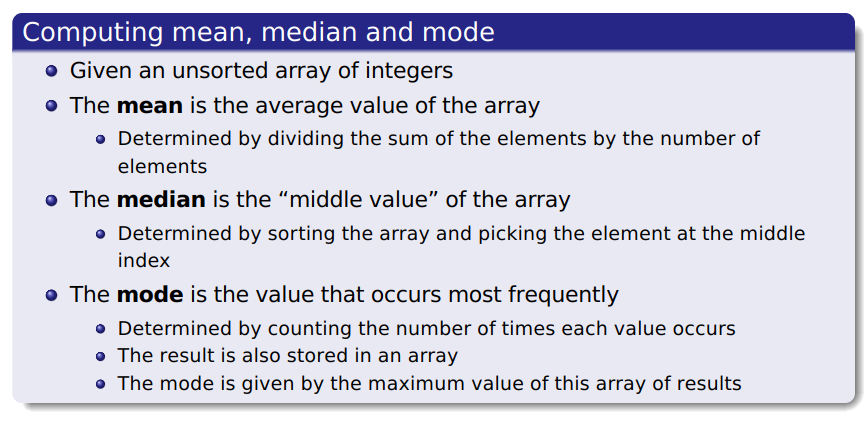 Computing mean, median and mode
Given an unsorted array of integers
The mean is the average value of the array
Determined by dividing the sum of the elements by the number of
elements
The median is the “middle value” of the array
Determined by sorting the array and picking the element at the middle
index
The mode is the value that occurs most frequently
Determined by counting the number of times each value occurs
The result is also stored in an array
The mode is given by the maximum value of this array of results